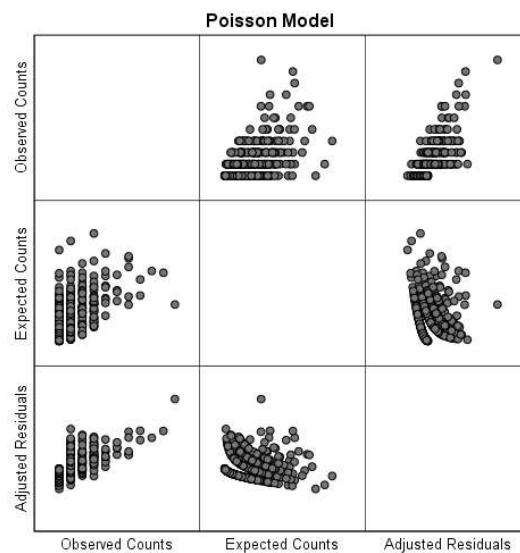 Poisson Model
Observed Counts
Expected Counts
Adjusted Residuals
Observed Counts
Expected Counts
Adjusted Residuals